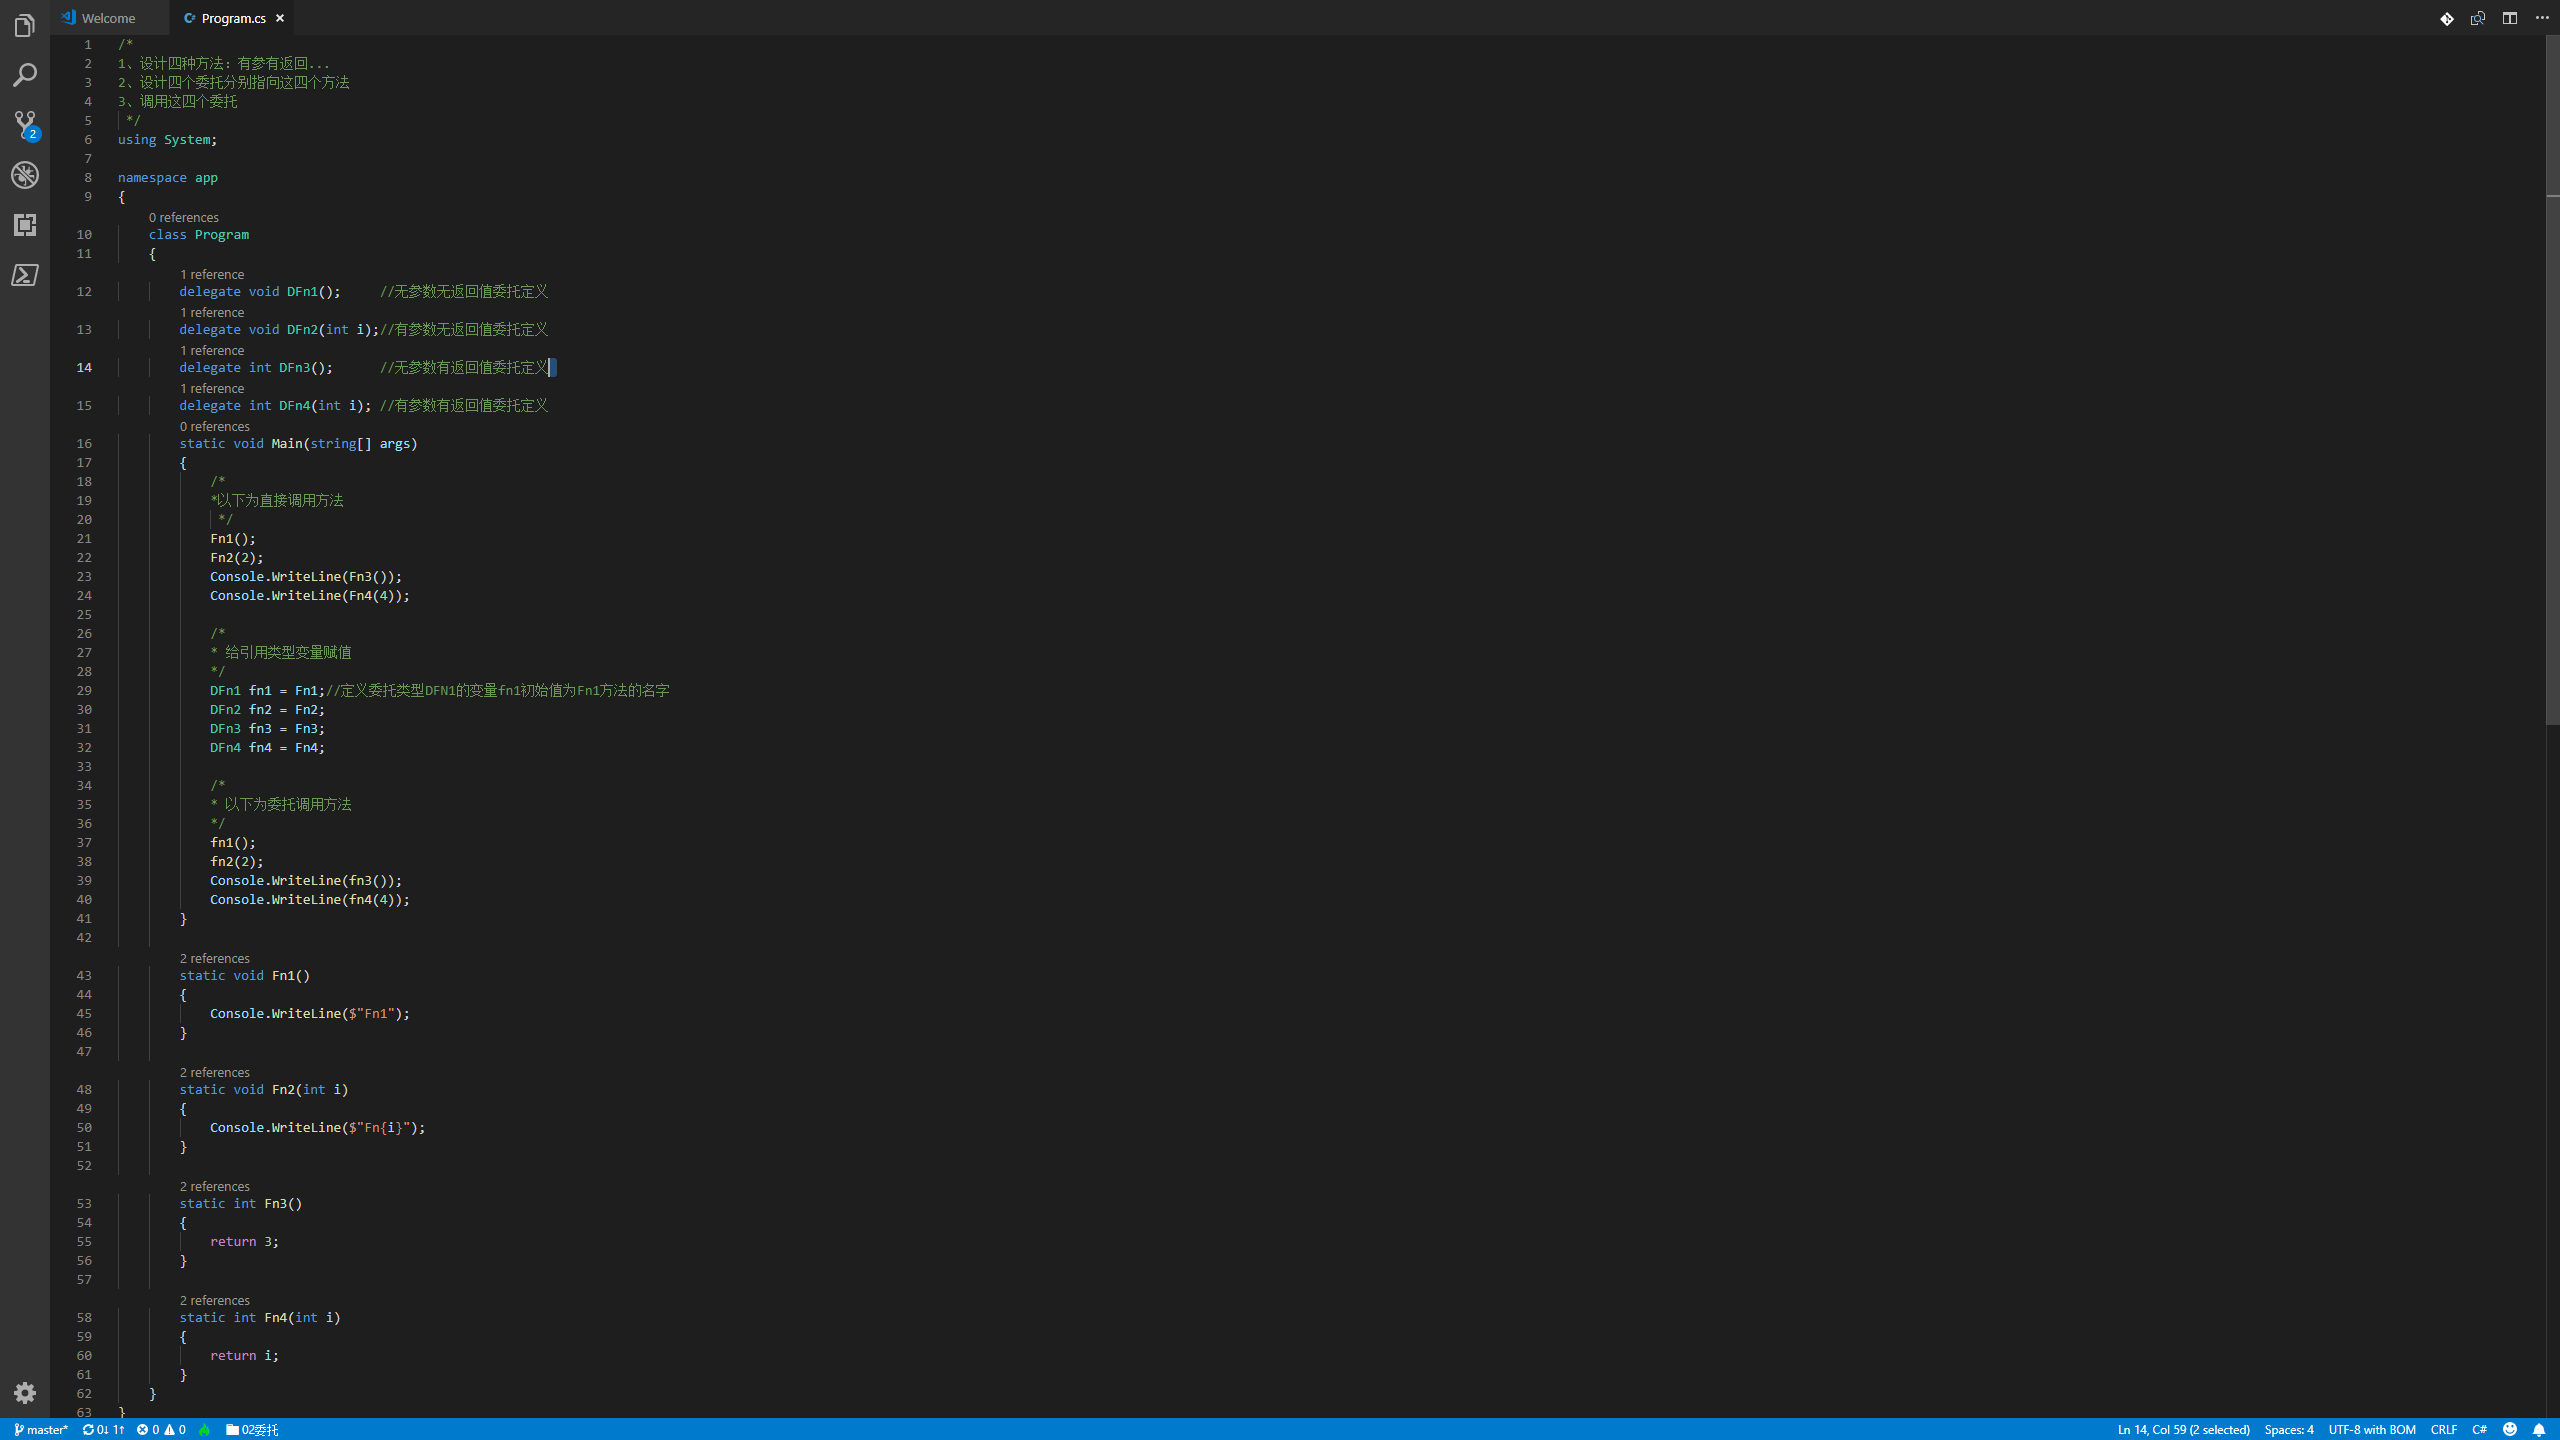 Welcome
C# Program.cs ×
1 /*
2 1、设计四种方法：有参有返回...
3 2、设计四个委托分别指向这四个方法
4 3、调用这四个委托
5 */
6 using System;
7
8 namespace app
9 {
0 references
10 class Program
11 {
1 reference
12 delegate void DFn1();     //无参数无返回值委托定义
1 reference
13 delegate void DFn2(int i);//有参数无返回值委托定义
1 reference
14 delegate int DFn3();      //无参数有返回值委托定义
1 reference
15 delegate int DFn4(int i); //有参数有返回值委托定义
0 references
16 static void Main(string[] args)
17 {
18 /*
19 *以下为直接调用方法
20 */
21 Fn1();
22 Fn2(2);
23 Console.WriteLine(Fn3());
24 Console.WriteLine(Fn4(4));
25
26 /*
27 * 给引用类型变量赋值
28 */
29 DFn1 fn1 = Fn1;//定义委托类型DFN1的变量fn1初始值为Fn1方法的名字
30 DFn2 fn2 = Fn2;
31 DFn3 fn3 = Fn3;
32 DFn4 fn4 = Fn4;
33
34 /*
35 * 以下为委托调用方法
36 */
37 fn1();
38 fn2(2);
39 Console.WriteLine(fn3());
40 Console.WriteLine(fn4(4));
41 }
42
2 references
43 static void Fn1()
44 {
45 Console.WriteLine($"Fn1");
46 }
47
2 references
48 static void Fn2(int i)
49 {
50 Console.WriteLine($"Fn{i}");
51 }
52
2 references
53 static int Fn3()
54 {
55 return 3;
56 }
57
2 references
58 static int Fn4(int i)
59 {
60 return i;
61 }
62 }
63 }
2
master* 0↓ 1↑ 0 0 02委托 Ln 14, Col 59 (2 selected) Spaces: 4 UTF-8 with BOM CRLF C#